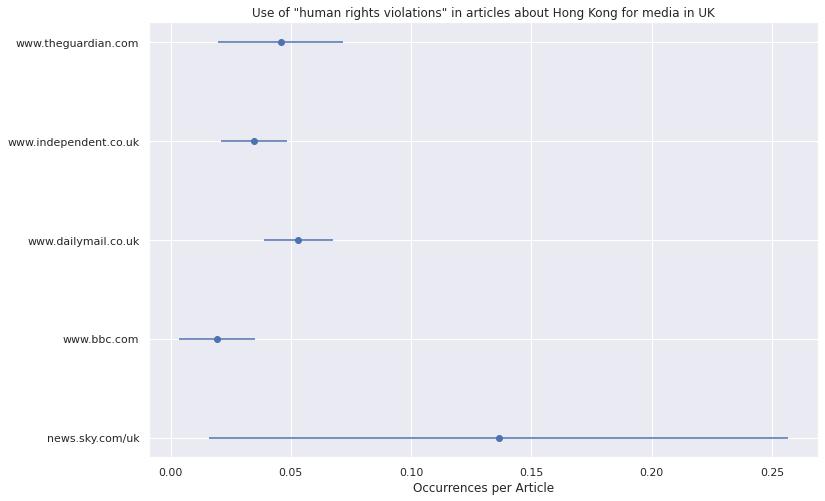 Use of "human rights violations" in articles about Hong Kong for media in UK
www.theguardian.com
www.independent.co.uk
www.dailymail.co.uk
www.bbc.com
news.sky.com/uk
0.00 0.05 0.10 0.15 0.20 0.25
Occurrences per Article